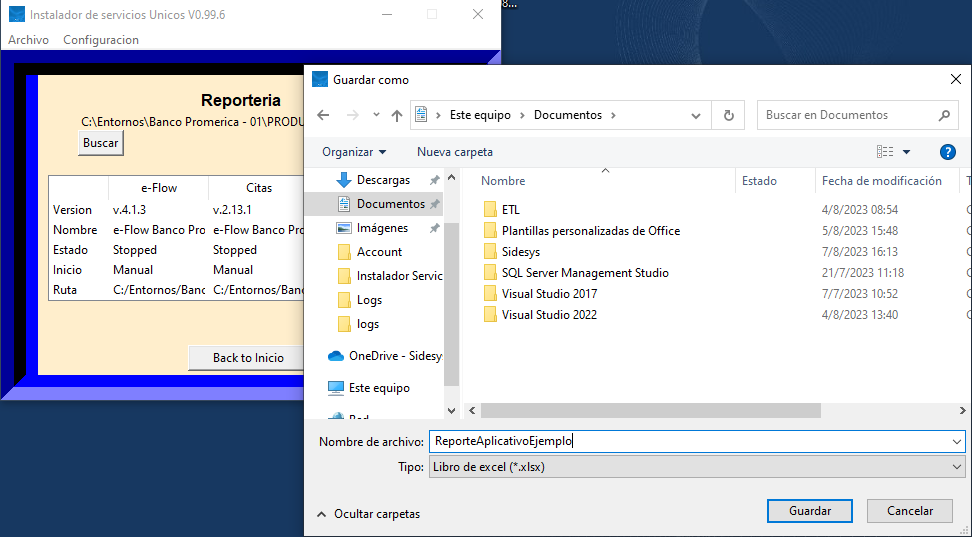 Instalador de servicios Unicos V0.99.6
Archivo Configuracion
Reporteria
C:\Entornos\Banco Promerica - 01\PRODU
Buscar
e-Flow Citas
Version v.4.1.3 v.2.13.1
Nombre e-Flow Banco Pro e-Flow Banco Pro
Estado Stopped Stopped
Inicio Manual Manual
Ruta C:/Entornos/Banc C:/Entornos/Banc
Back to Inicio
Guardar como
Este equipo Documentos
Buscar en Documentos
Organizar Nueva carpeta
Descargas
Documentos
Imágenes
Account
Instalador Servic
Logs
logs
OneDrive - Sidesy
Este equipo
Nombre Estado Fecha de modificación
ETL 4/8/2023 08:54
Plantillas personalizadas de Office 5/8/2023 15:48
Sidesys 7/8/2023 16:13
SQL Server Management Studio 21/7/2023 11:18
Visual Studio 2017 7/7/2023 10:52
Visual Studio 2022 4/8/2023 13:40
Nombre de archivo: ReporteAplicativoEjemplo
Tipo: Libro de excel (*.xlsx)
Ocultar carpetas
Guardar Cancelar